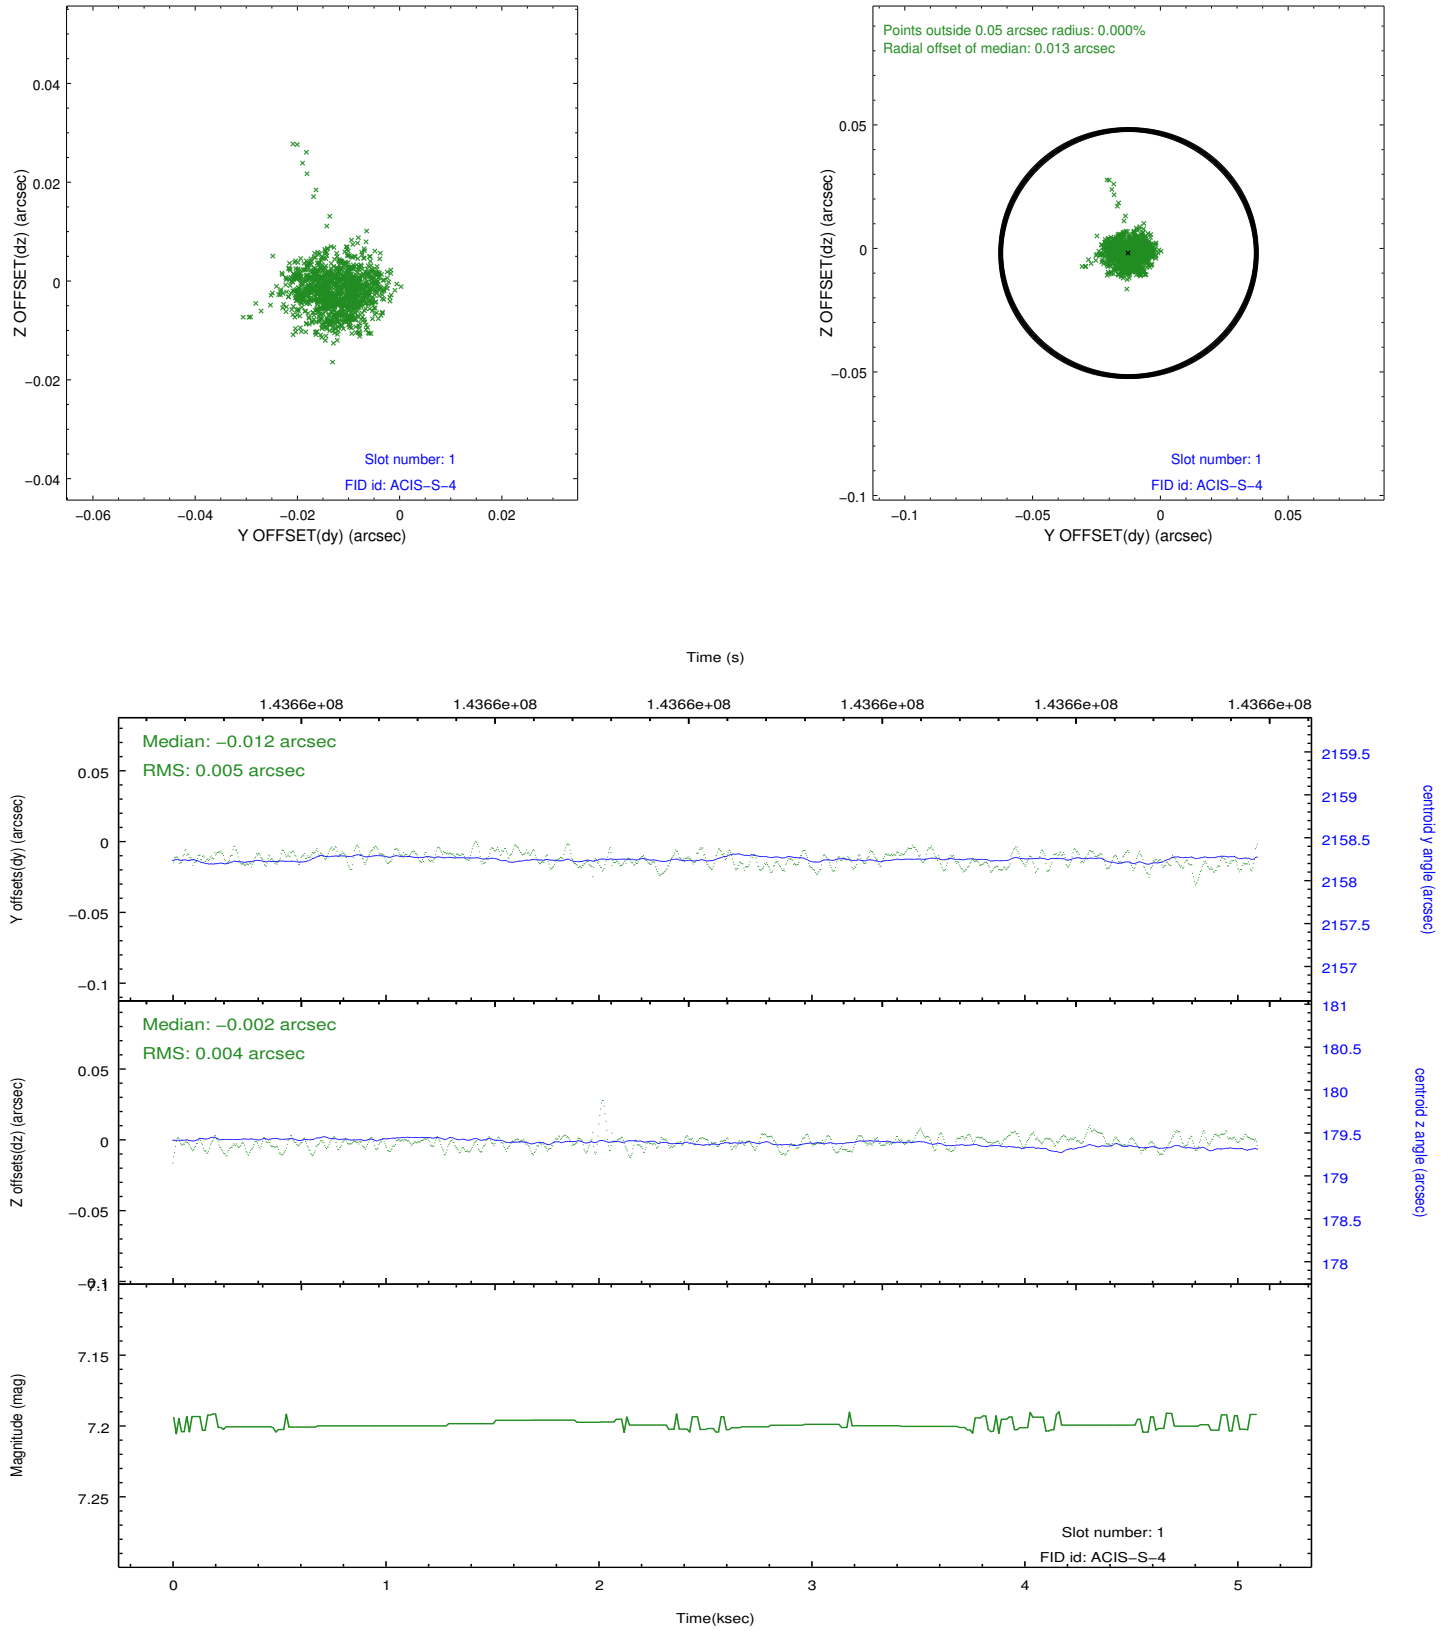 0.04
0.02
0
−0.02
−0.04
Z OFFSET(dz) (arcsec)
Slot number: 1
FID id: ACIS−S−4
−0.06
−0.04
−0.02
0
0.02
Y OFFSET(dy) (arcsec)
Points outside 0.05 arcsec radius: 0.000%
Radial offset of median: 0.013 arcsec
0.05
0
−0.05
−0.1
Z OFFSET(dz) (arcsec)
Slot number: 1
FID id: ACIS−S−4
−0.1
−0.05
0
0.05
Y OFFSET(dy) (arcsec)
Time (s)
1.4366e+08
1.4366e+08
1.4366e+08
1.4366e+08
1.4366e+08
1.4366e+08
Median: −0.012 arcsec
RMS: 0.005 arcsec
0.05
0
−0.05
−0.1
Y offsets(dy) (arcsec)
2159.5
2159
2158.5
2158
2157.5
2157
centroid y angle (arcsec)
Median: −0.002 arcsec
RMS: 0.004 arcsec
0.05
0
−0.05
−0.1
Z offsets(dz) (arcsec)
181
180.5
180
179.5
179
178.5
178
centroid z angle (arcsec)
7.1
7.15
7.2
7.25
Magnitude (mag)
Slot number: 1
FID id: ACIS−S−4
0
1
2
3
4
5
Time(ksec)